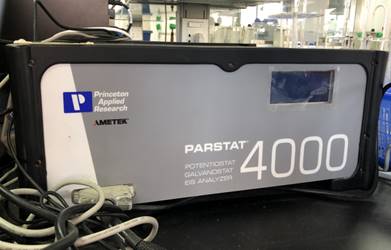 Princeton
Applied
Research
AMETEK
PARSTAT
POTENTIOSTAT
GALVANOSTAT
EIS ANALYZER
4000